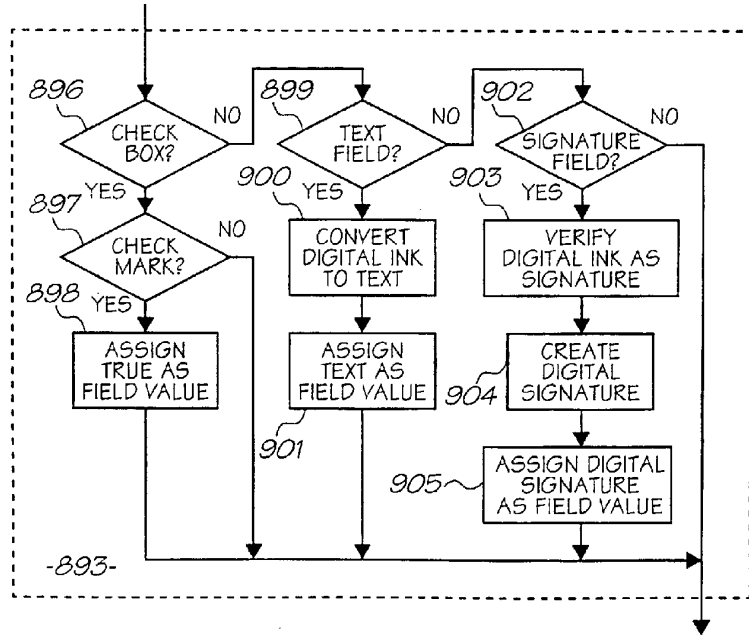 896
CHECK
BOX?
NO
YES
897
CHECK
MARK?
NO
YES
898
ASSIGN
TRUE AS
FIELD VALUE
899
TEXT
FIELD?
NO
YES
900
CONVERT
DIGITAL INK
TO TEXT
ASSIGN
TEXT AS
FIELD VALUE
901
902
SIGNATURE
FIELD?
NO
YES
903
VERIFY
DIGITAL INK AS
SIGNATURE
CREATE
DIGITAL
SIGNATURE
904
ASSIGN DIGITAL
SIGNATURE
AS FIELD VALUE
905
-893-